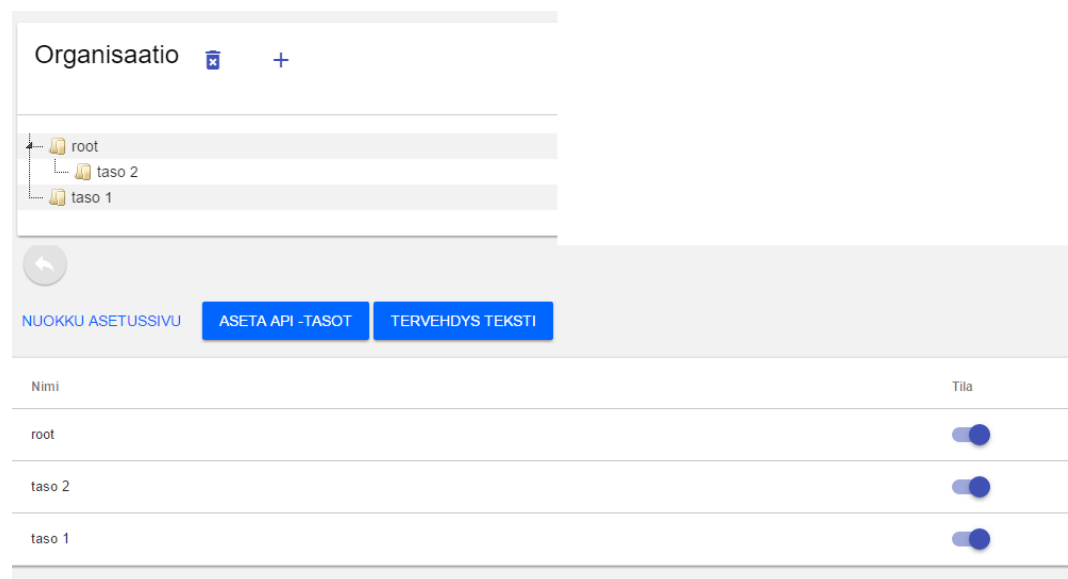 Organisaatio
root
taso 2
taso 1
NUOKKU ASETUSSIVU ASETA API -TASOT TERVEHDYS TEKSTI
Nimi Tila
root
taso 2
taso 1